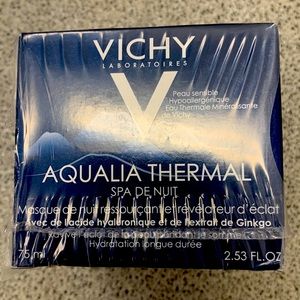 VICHY
LABORATOIRES
V
Peau sensible
Hypoallergénique
Eau Thermale Minéralisante
de Vichy
AQUALIA THERMAL
SPA DE NUIT
Masque de nuit ressourçant et révélateur d'éclat
Avec de l'acide hyaluronique et de l'extrait de Ginkgo
l'éclat de
Hydratation longue durée
75 ml
2.53 FL.OZ